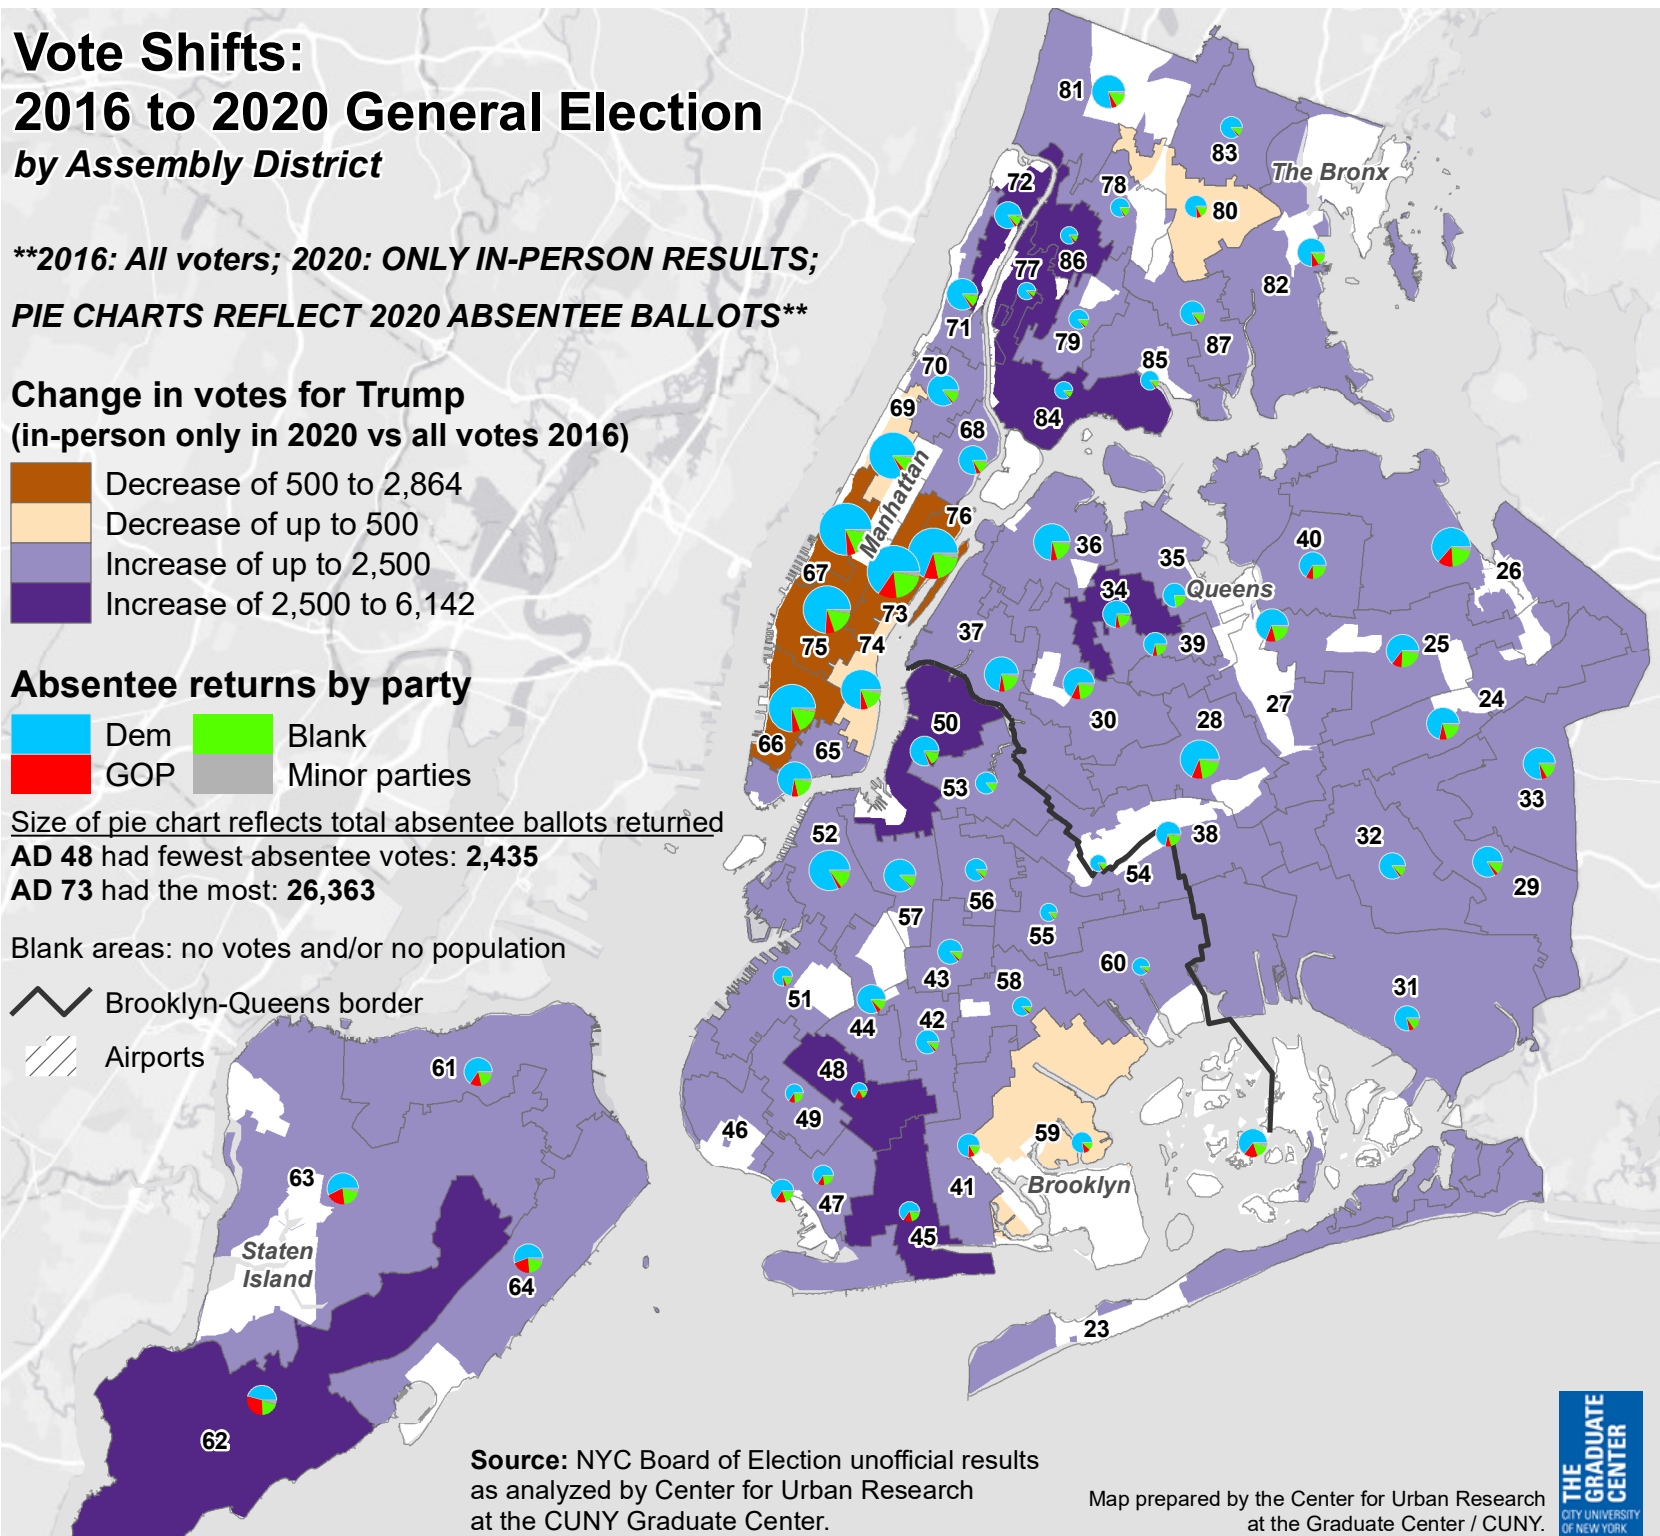 Vote Shifts:
2016 to 2020 General Election
by Assembly District
**2016: All voters; 2020: ONLY IN-PERSON RESULTS;
PIE CHARTS REFLECT 2020 ABSENTEE BALLOTS**
Change in votes for Trump
(in-person only in 2020 vs all votes 2016)
Decrease of 500 to 2,864
Decrease of up to 500
Increase of up to 2,500
Increase of 2,500 to 6,142
Absentee returns by party
Dem
Blank
GOP
Minor parties
Size of pie chart reflects total absentee ballots returned
AD 48 had fewest absentee votes: 2,435
AD 73 had the most: 26,363
Blank areas: no votes and/or no population
Brooklyn-Queens border
Airports
81
83
The Bronx
72
78
80
86
77
82
71
79
87
85
70
69
84
68
Manhattan
76
36
35
40
26
67
34
Queens
73
37
39
25
75
74
24
30
28
27
50
66
65
53
33
52
38
32
54
29
56
57
55
60
43
58
51
31
44
42
48
61
49
46
59
63
47
41
Brooklyn
45
Staten
Island
64
23
62
Source: NYC Board of Election unofficial results
as analyzed by Center for Urban Research
at the CUNY Graduate Center.
Map prepared by the Center for Urban Research
at the Graduate Center / CUNY.
THE
GRADUATE
CENTER
CITY UNIVERSITY
OF NEW YORK